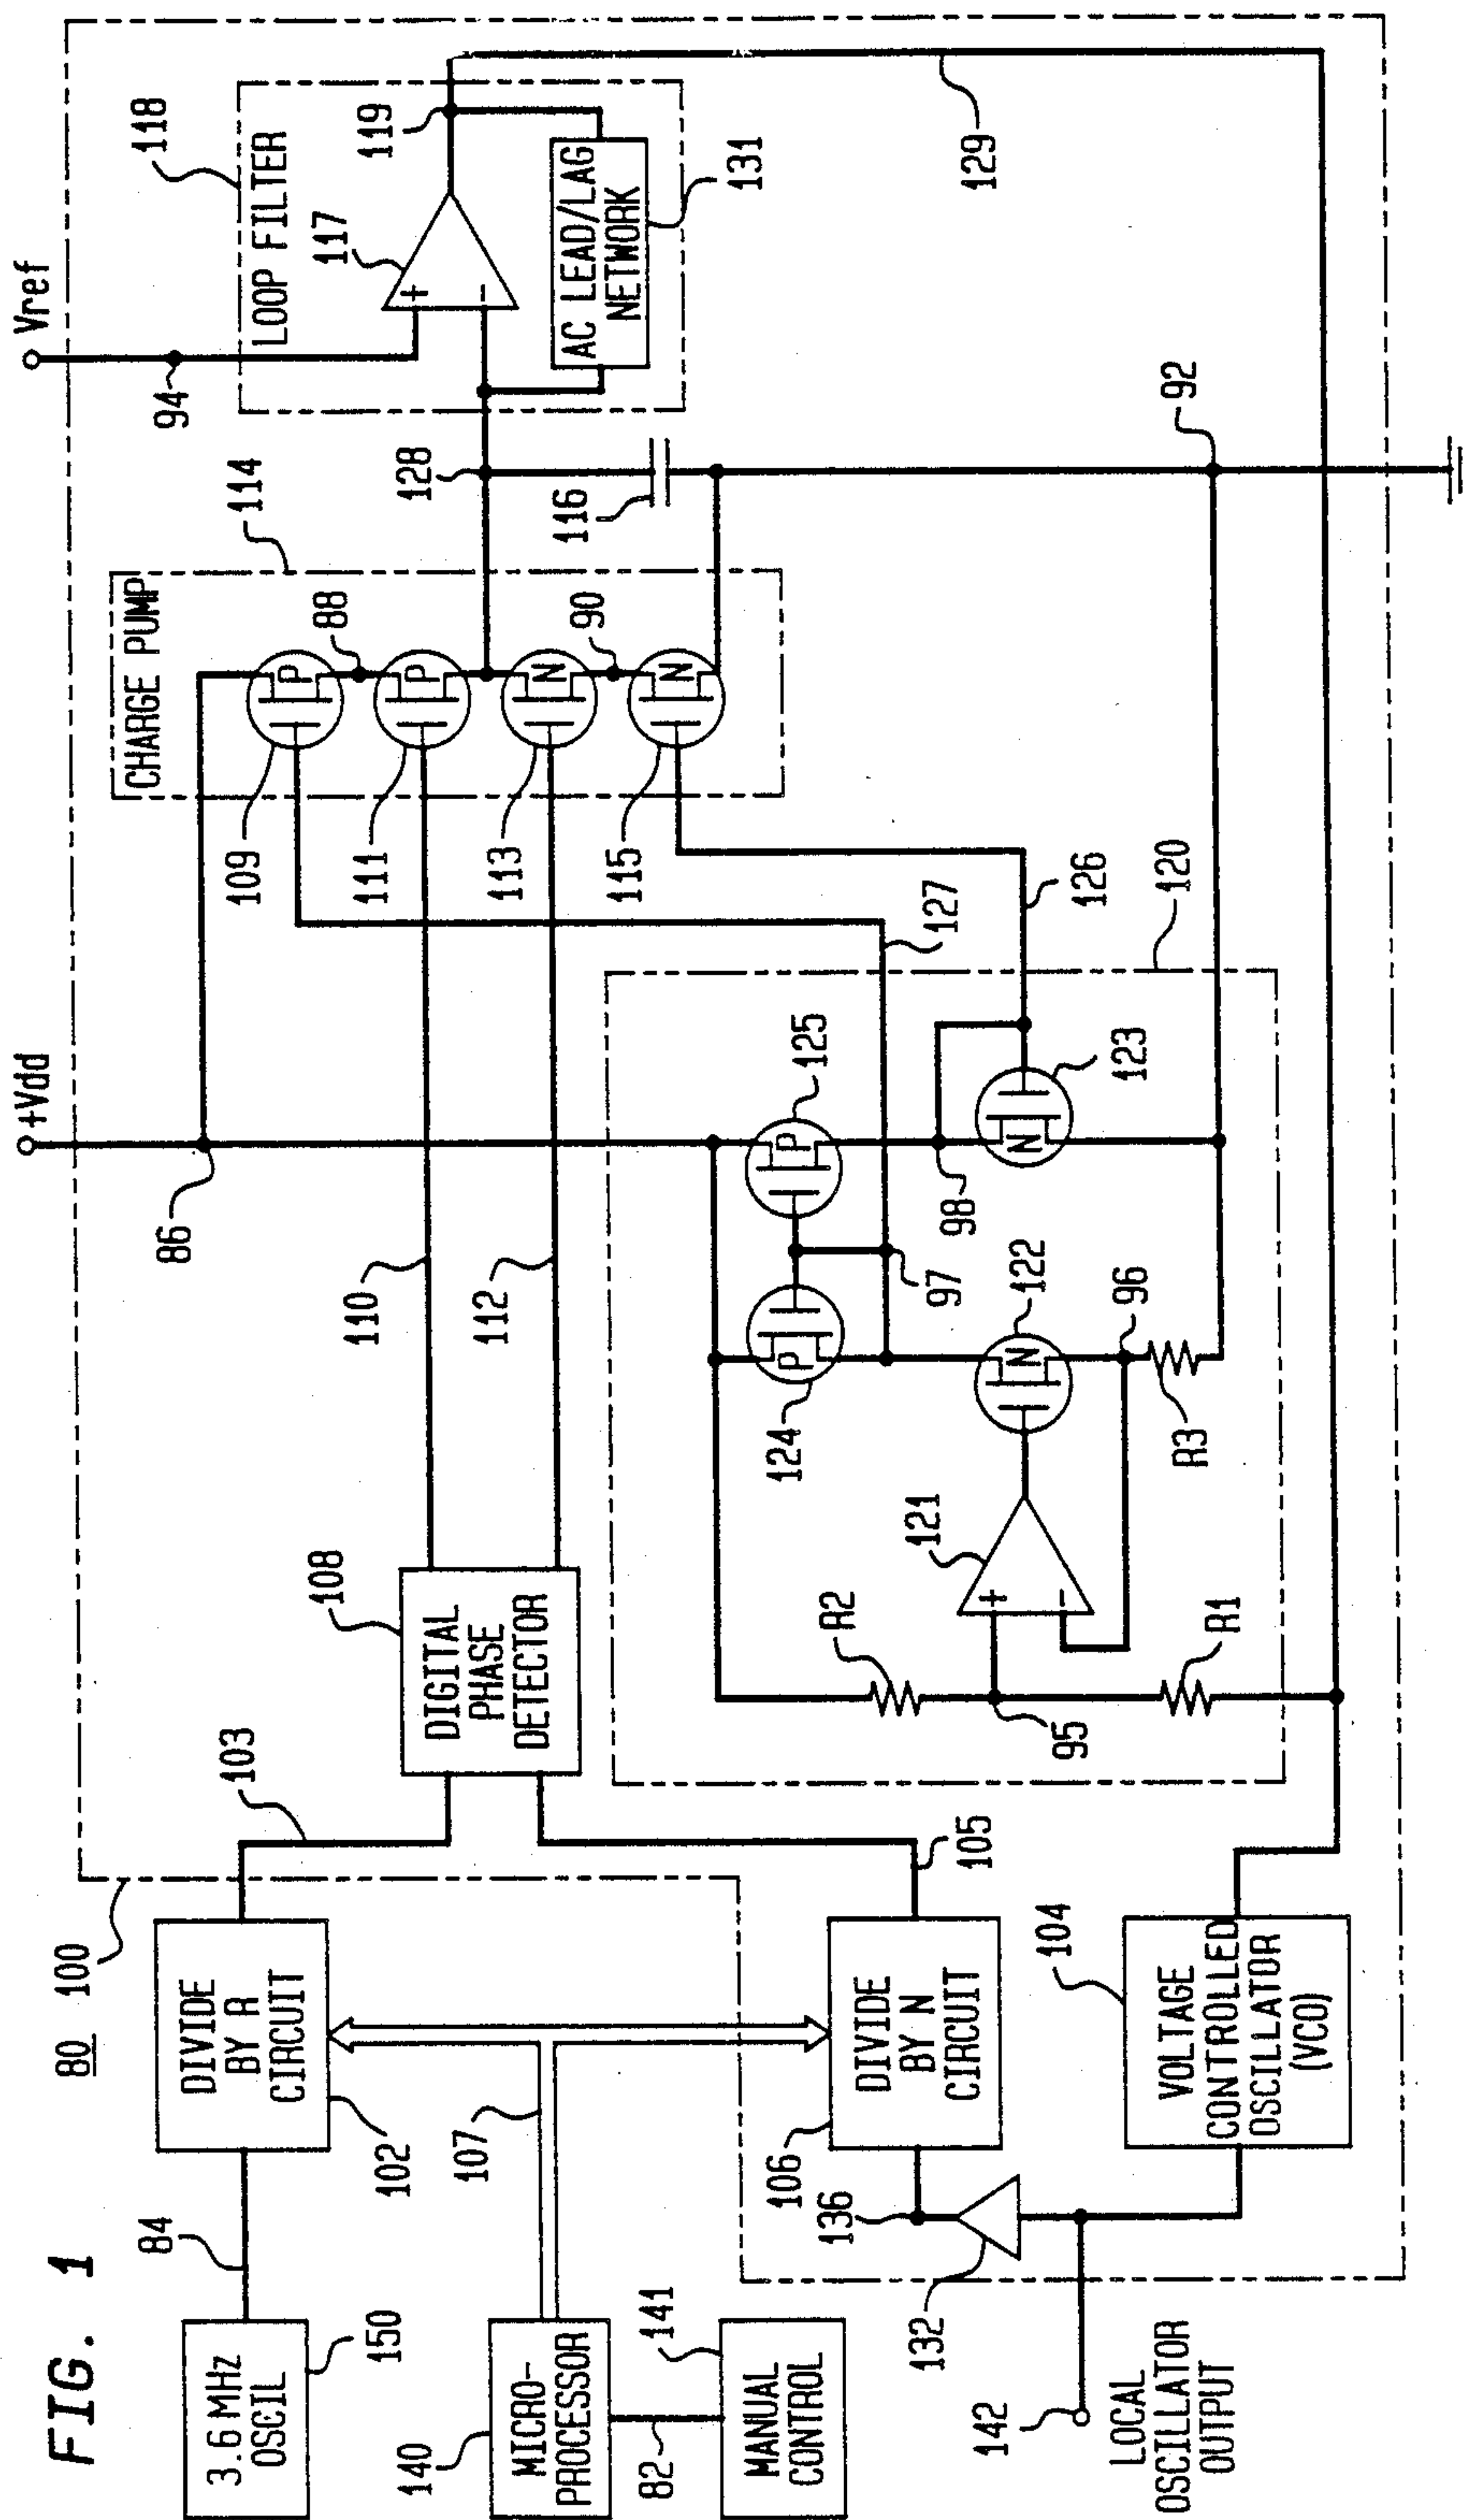 FIG. 1
80
100
+Vdd
Vref
3.6 MHz
OSCIL
150
84
DIVIDE
BY R
CIRCUIT
102
103
MICRO-
PROCESSOR
140
107
82
MANUAL
CONTROL
141
DIVIDE
BY N
CIRCUIT
106
105
136
132
142
LOCAL
OSCILLATOR
OUTPUT
VOLTAGE
CONTROLLED
OSCILLATOR
(VCO)
104
DIGITAL
PHASE
DETECTOR
108
110
112
86
CHARGE PUMP
114
109
P
88
111
P
113
N
90
115
N
128
116
94
LOOP FILTER
118
117
+
-
119
AC LEAD/LAG
NETWORK
131
129
92
120
127
126
R2
95
R1
121
+
-
124
P
97
125
P
98
122
N
96
R3
123
N